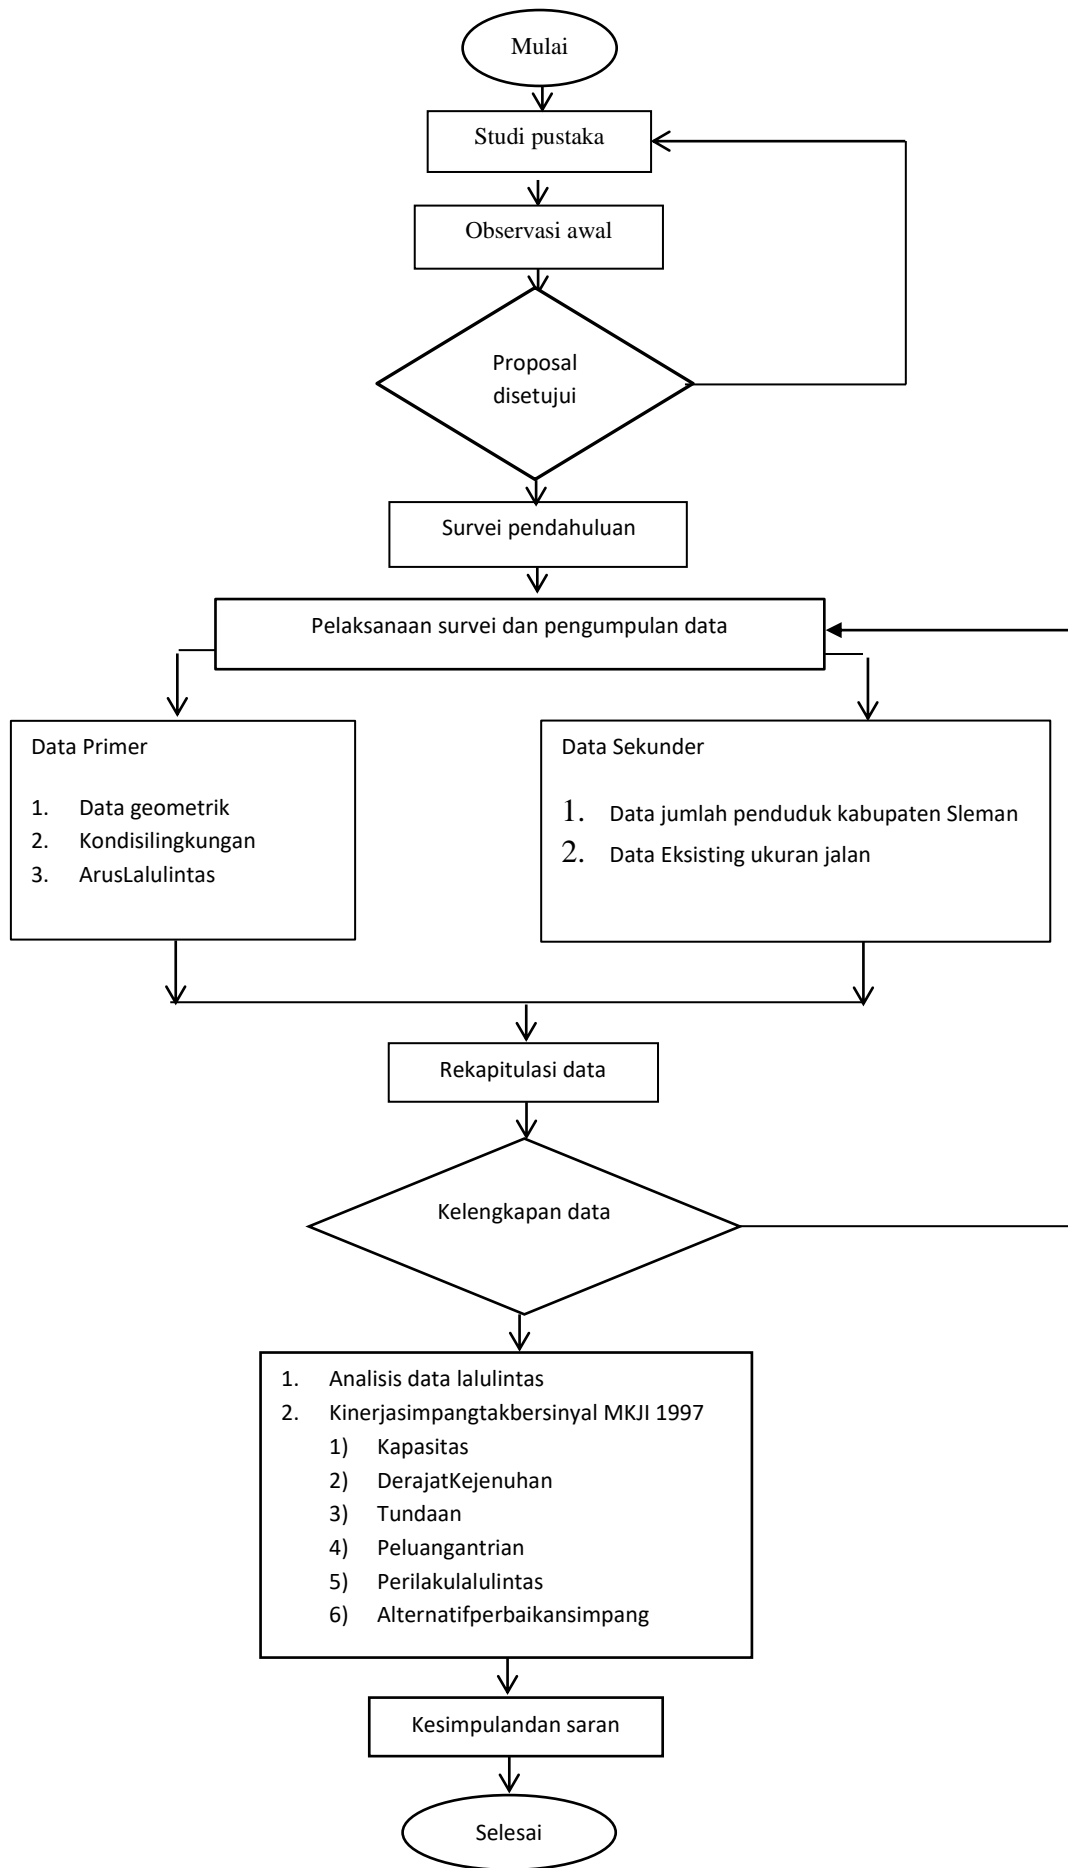 Mulai
Studi pustaka
Observasi awal
Proposal
disetujui
Survei pendahuluan
Pelaksanaan survei dan pengumpulan data
Data Primer
1. Data geometrik
2. Kondisilingkungan
3. ArusLalulintas
Data Sekunder
1. Data jumlah penduduk kabupaten Sleman
2. Data Eksisting ukuran jalan
Rekapitulasi data
Kelengkapan data
1. Analisis data lalulintas
2. Kinerjasimpangtakbersinyal MKJI 1997
1) Kapasitas
2) DerajatKejenuhan
3) Tundaan
4) Peluangantrian
5) Perilakulalulintas
6) Alternatifperbaikansimpang
Kesimpulandan saran
Selesai